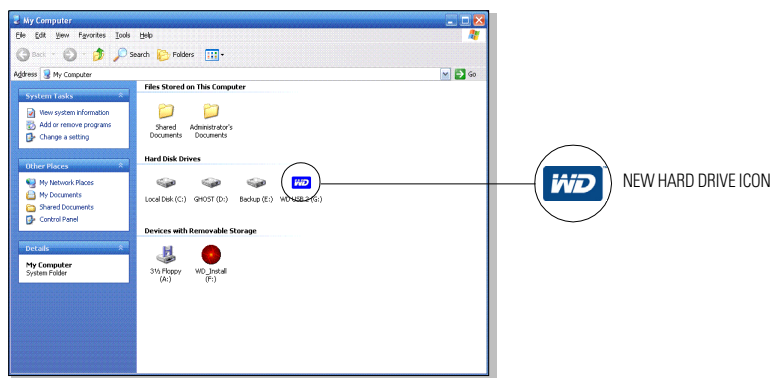 My Computer
File Edit View Favorites Tools Help
Back Search Folders
Address My Computer Go
System Tasks
View system information
Add or remove programs
Change a setting
Other Places
My Network Places
My Documents
Shared Documents
Control Panel
Details
My Computer
System Folder
Files Stored on This Computer
Shared Documents
Administrator's Documents
Hard Disk Drives
Local Disk (C:) GHOST (D:) Backup (E:) WD USB 2 (G:)
WD
Devices with Removable Storage
3½ Floppy (A:)
WD_Install (F:)
WD
NEW HARD DRIVE ICON